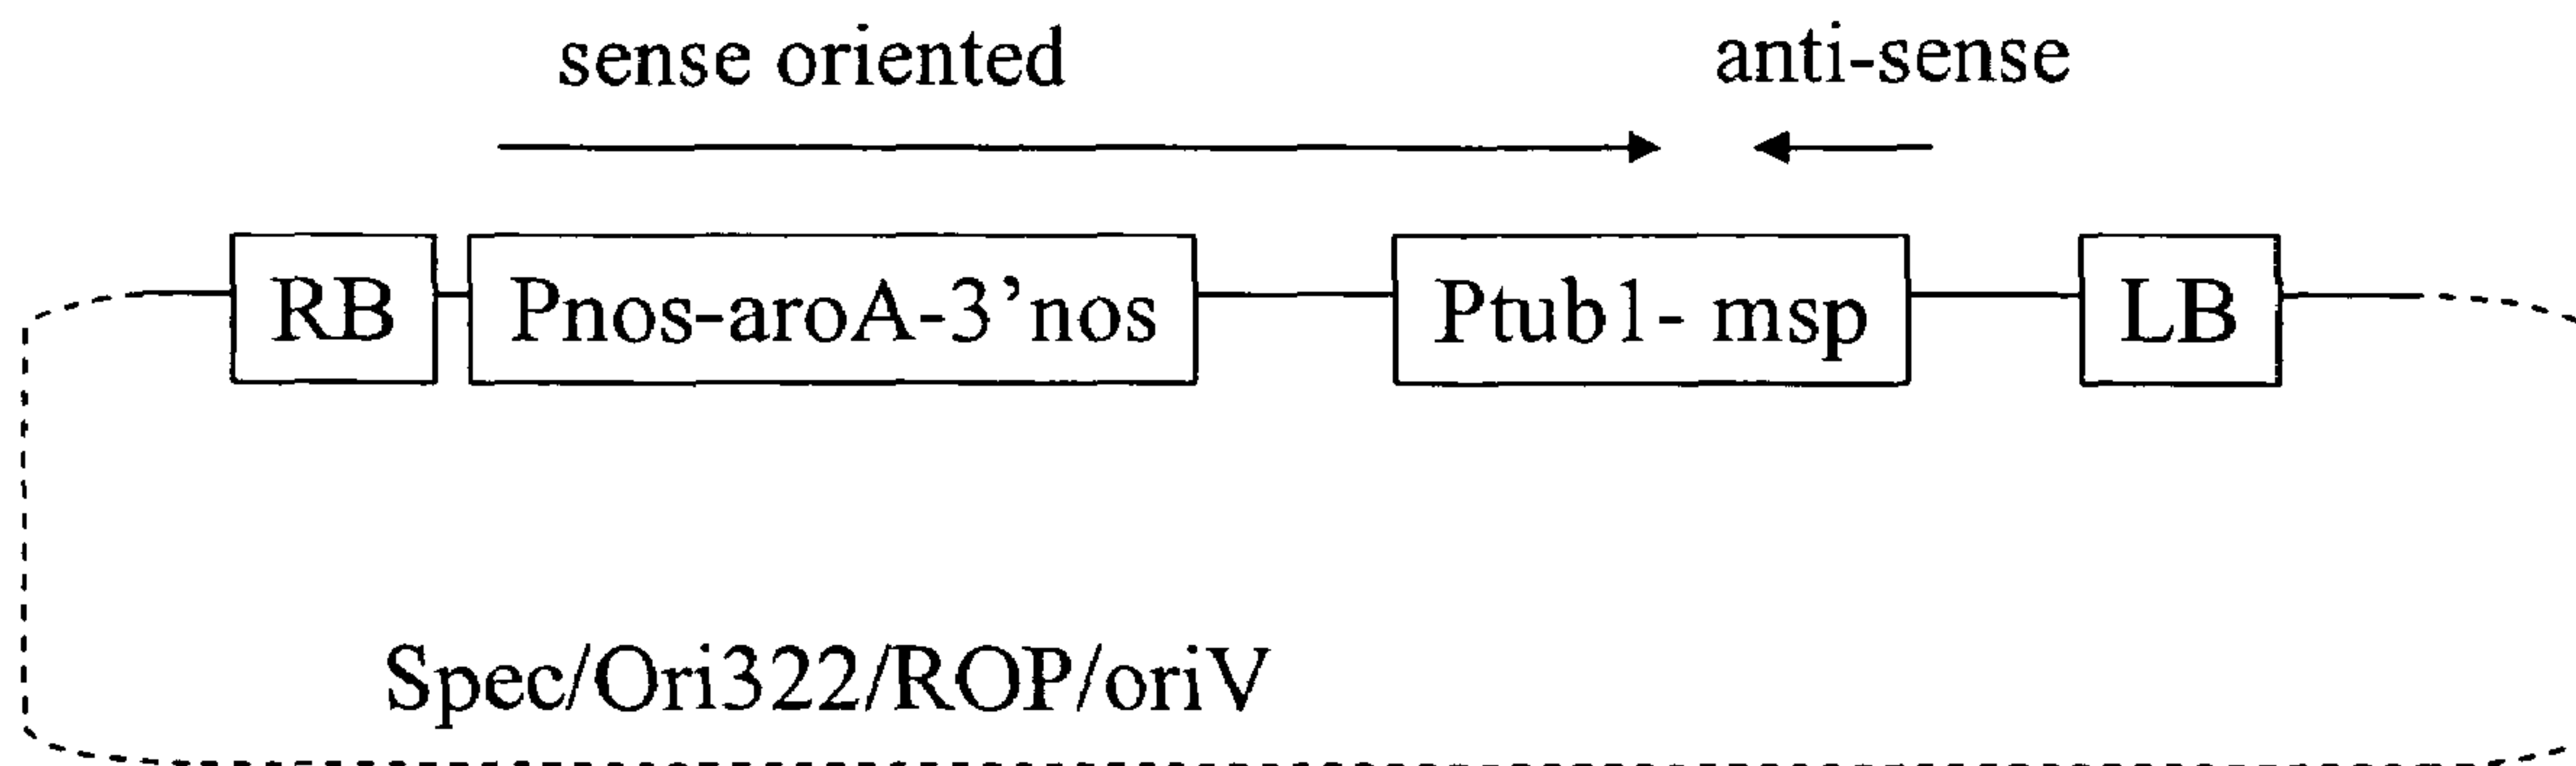 sense oriented anti-sense
RB Pnos-aroA-3’nos Ptub1- msp LB
Spec/Ori322/ROP/oriV